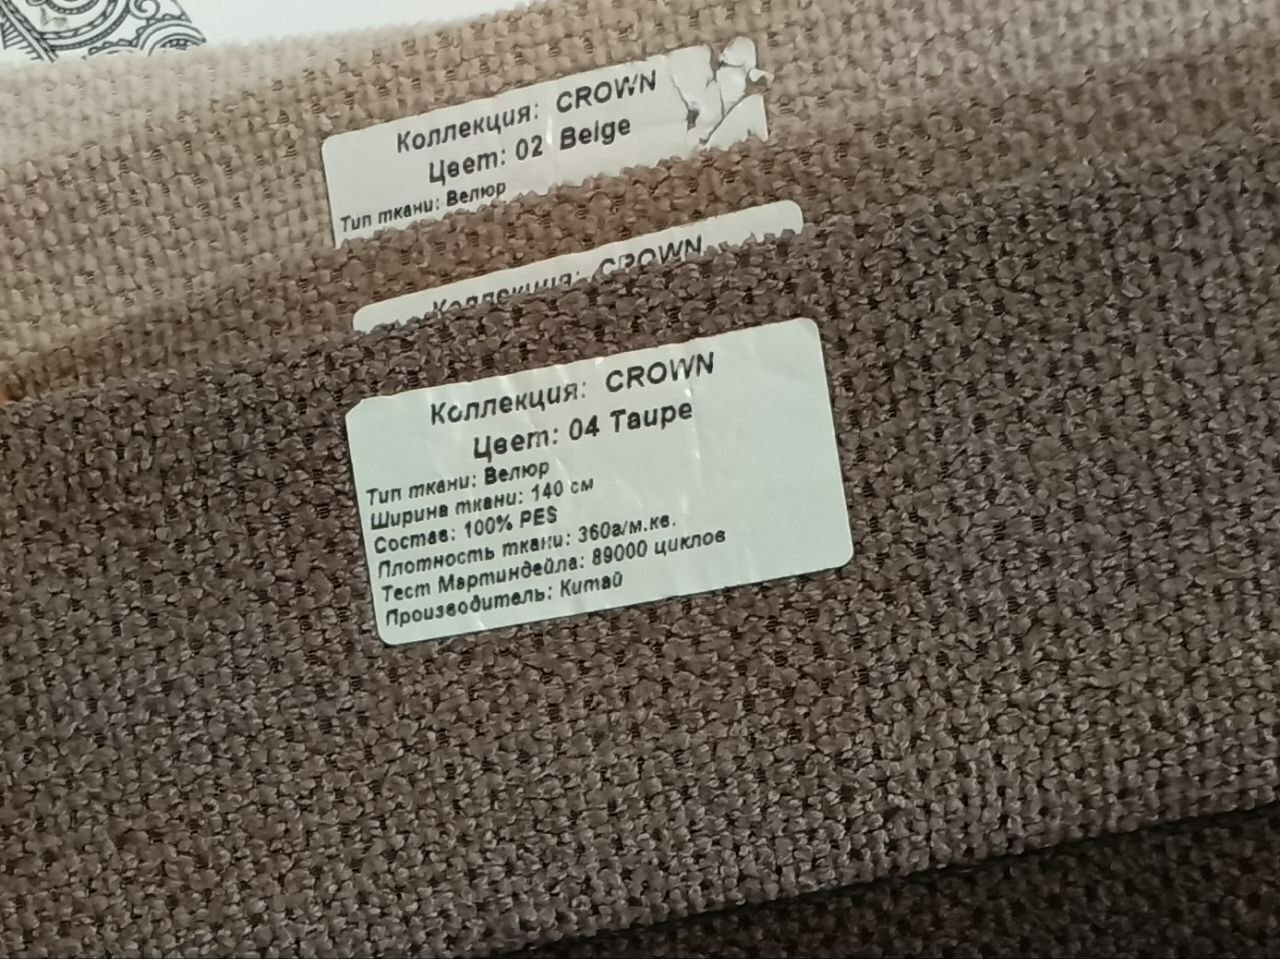 Коллекция: CROWN
Цвет: 02 Beige
Тип ткани: Велюр
Коллекция: CROWN
Коллекция: CROWN
Цвет: 04 Taupe
Тип ткани: Велюр
Ширина ткани: 140 см
Состав: 100% PES
Плотность ткани: 360г/м.кв.
Тест Мартиндейла: 89000 циклов
Производитель: Китай